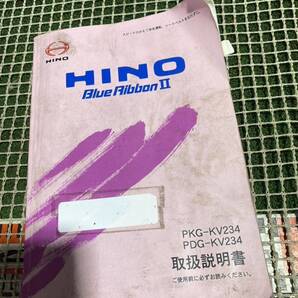 HINO
HINO
Blue Ribbon II
PKG-KV234
PDG-KV234
取扱説明書
ご使用前に必ずお読みください。